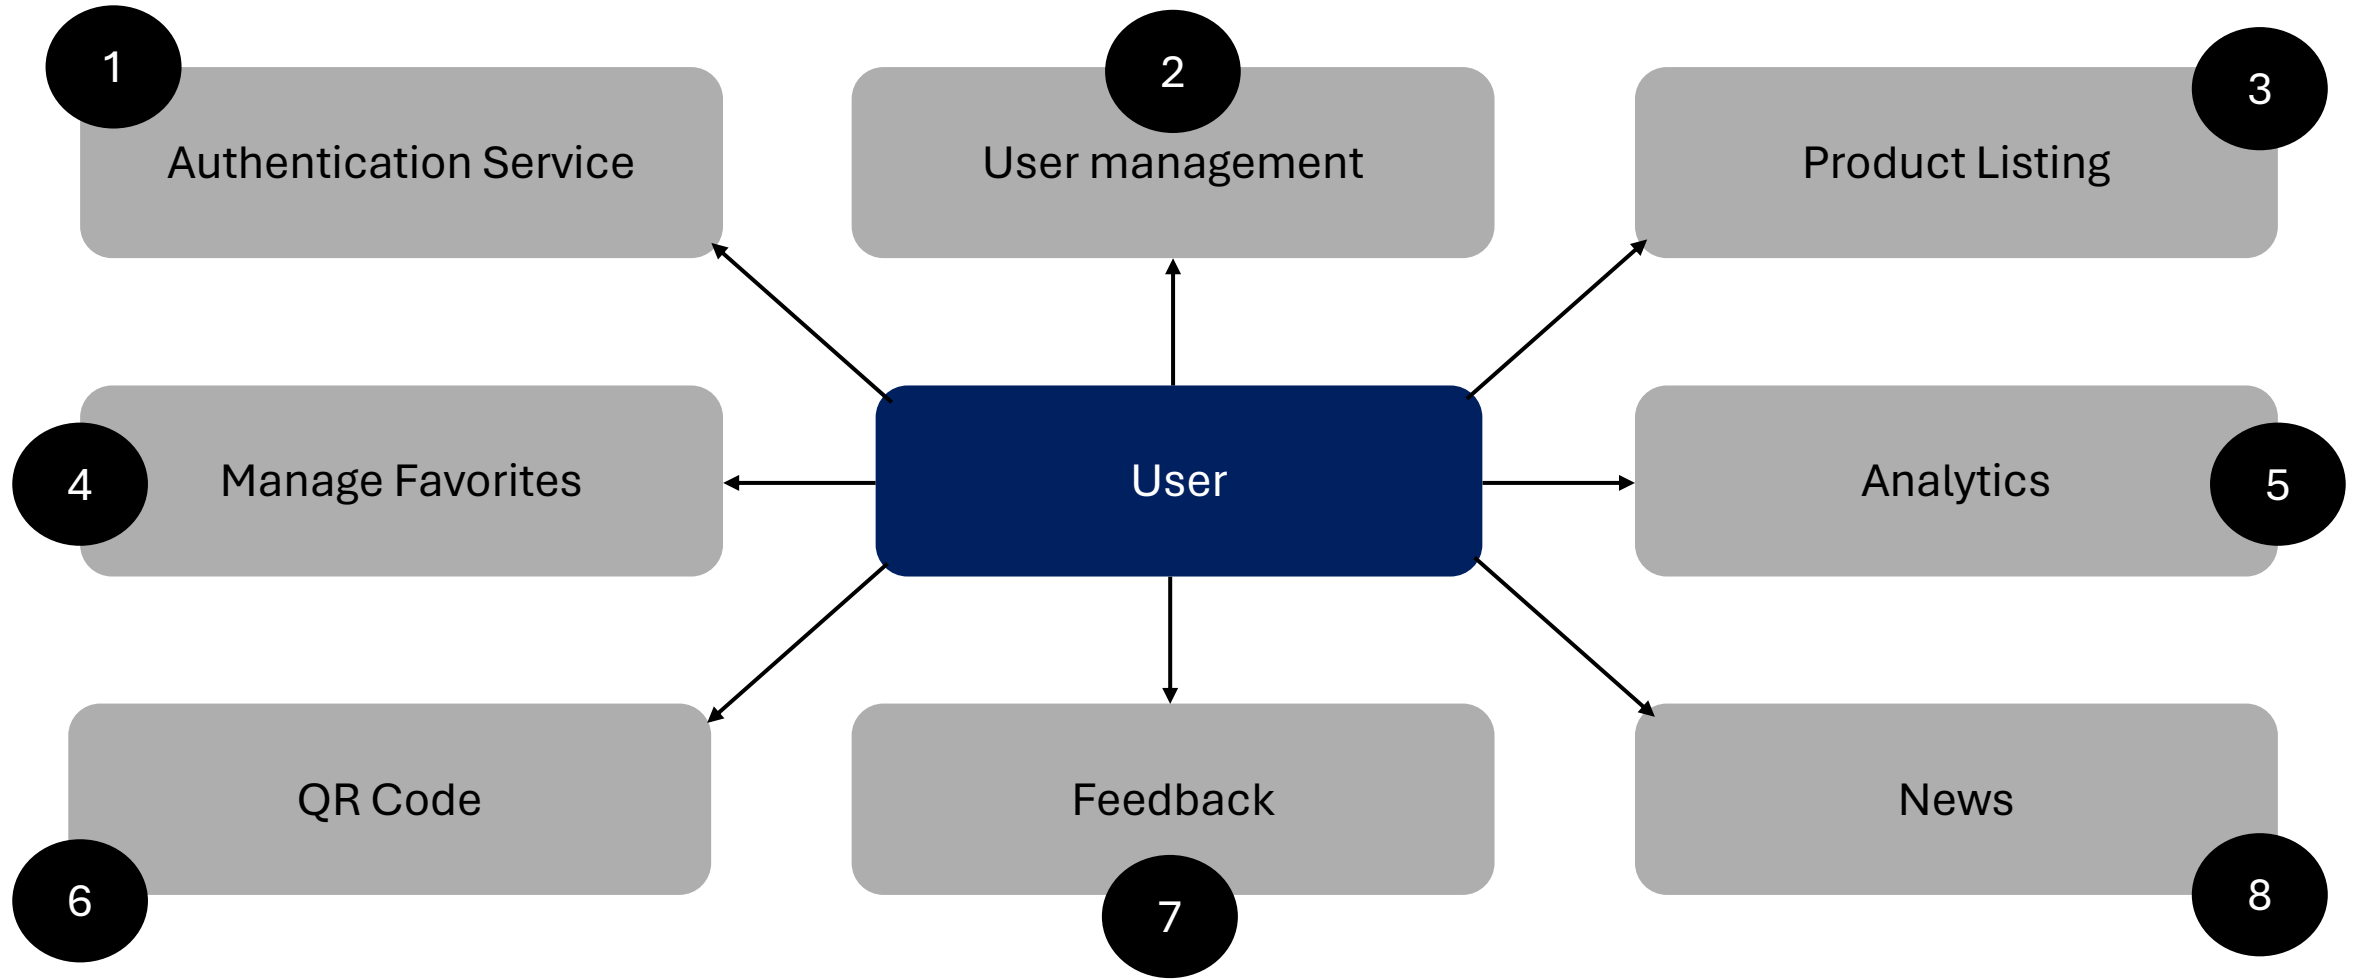 1
Authentication Service
2
User management
3
Product Listing
4
Manage Favorites
User
Analytics
5
QR Code
6
Feedback
7
News
8